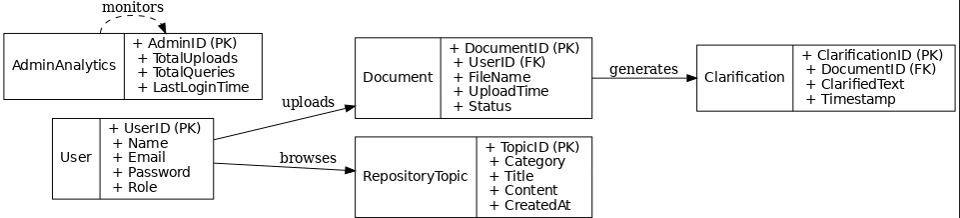 monitors
AdminAnalytics
+ AdminID (PK)
+ TotalUploads
+ TotalQueries
+ LastLoginTime
User
+ UserID (PK)
+ Name
+ Email
+ Password
+ Role
uploads
browses
Document
+ DocumentID (PK)
+ UserID (FK)
+ FileName
+ UploadTime
+ Status
RepositoryTopic
+ TopicID (PK)
+ Category
+ Title
+ Content
+ CreatedAt
generates
Clarification
+ ClarificationID (PK)
+ DocumentID (FK)
+ ClarifiedText
+ Timestamp